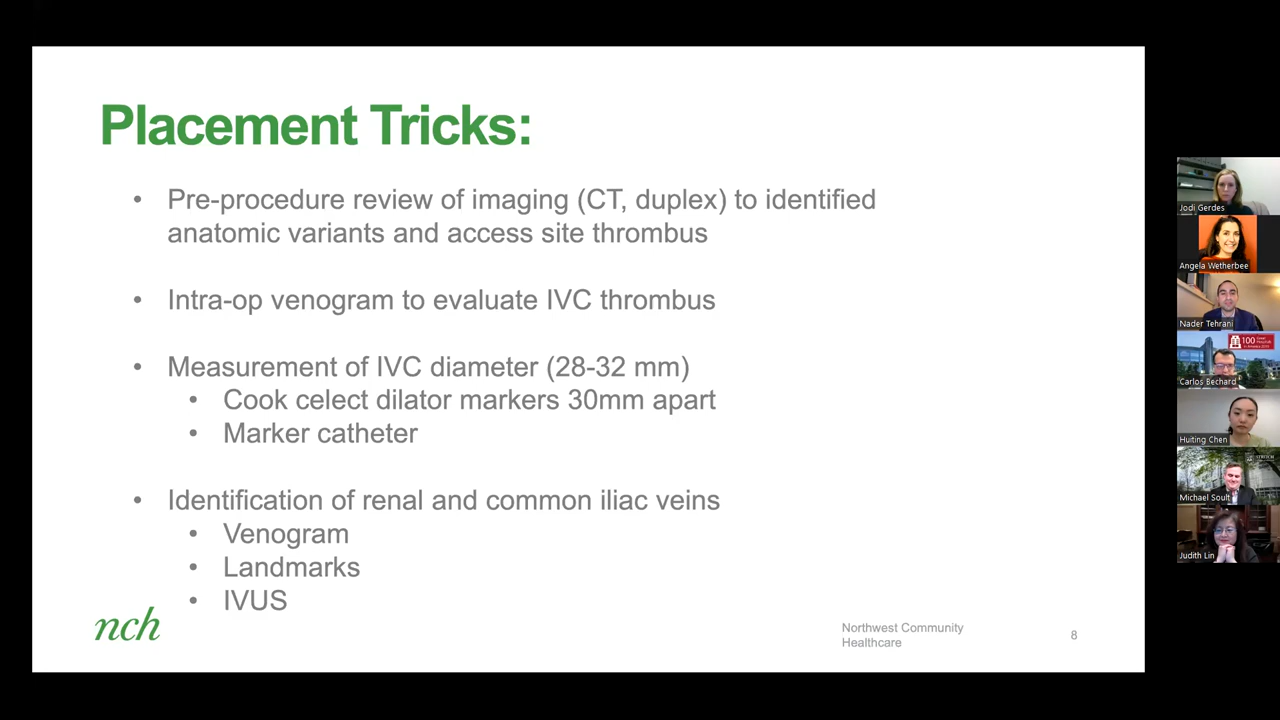 Placement Tricks:
• Pre-procedure review of imaging (CT, duplex) to identified
anatomic variants and access site thrombus
• Intra-op venogram to evaluate IVC thrombus
• Measurement of IVC diameter (28-32 mm)
• Cook celect dilator markers 30mm apart
• Marker catheter
• Identification of renal and common iliac veins
• Venogram
• Landmarks
• IVUS
nch
Northwest Community
Healthcare
8
Jodi Gerdes
Angela Wetherbee
Nader Tehrani
100
Carlos Bechard
Huiting Chen
Michael Soult
Judith Lin